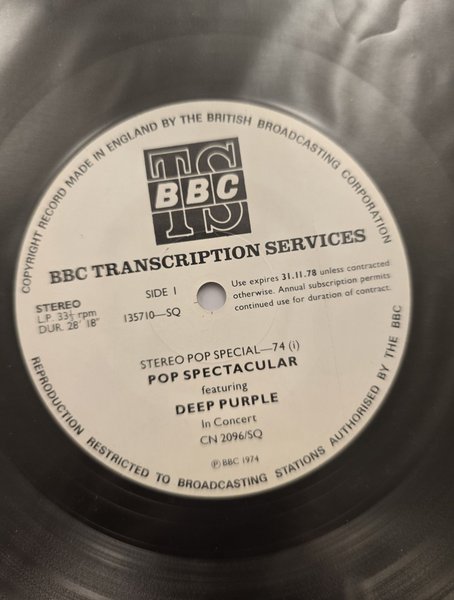 COPYRIGHT RECORD MADE IN ENGLAND BY THE BRITISH BROADCASTING CORPORATION
TS
BBC
BBC TRANSCRIPTION SERVICES
STEREO
L.P. 33⅓ rpm
DUR. 28' 18"
SIDE 1
135710—SQ
Use expires 31.11.78 unless contracted
otherwise. Annual subscription permits
continued use for duration of contract.
STEREO POP SPECIAL—74 (i)
POP SPECTACULAR
featuring
DEEP PURPLE
In Concert
CN 2096/SQ
℗ BBC 1974
REPRODUCTION RESTRICTED TO BROADCASTING STATIONS AUTHORISED BY THE BBC